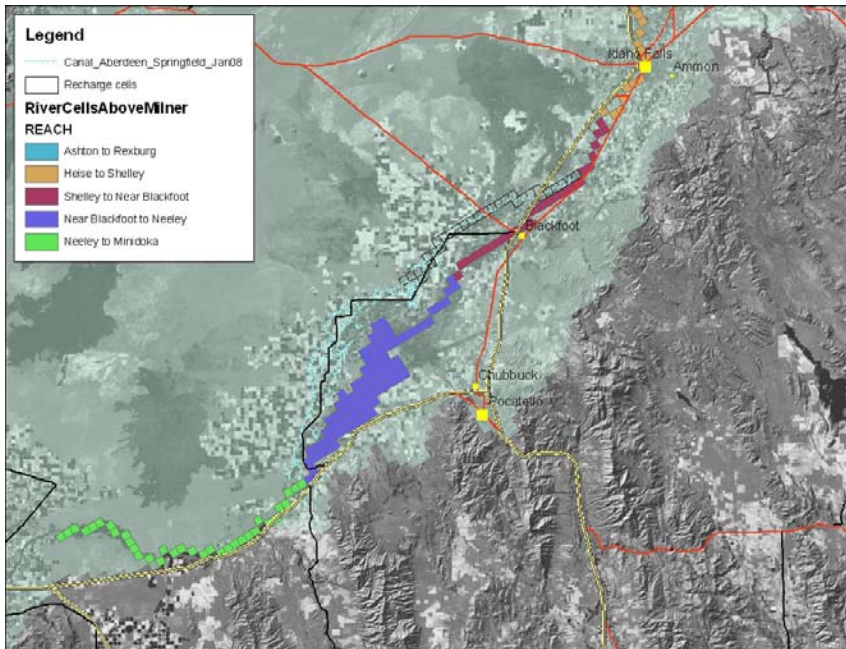 Legend
Canal_Aberdeen_Springfield_Jan08
Recharge cells
RiverCellsAboveMilner
REACH
Ashton to Rexburg
Heise to Shelley
Shelley to Near Blackfoot
Near Blackfoot to Neeley
Neeley to Minidoka
Idaho Falls
Ammon
Blackfoot
Chubbuck
Pocatello